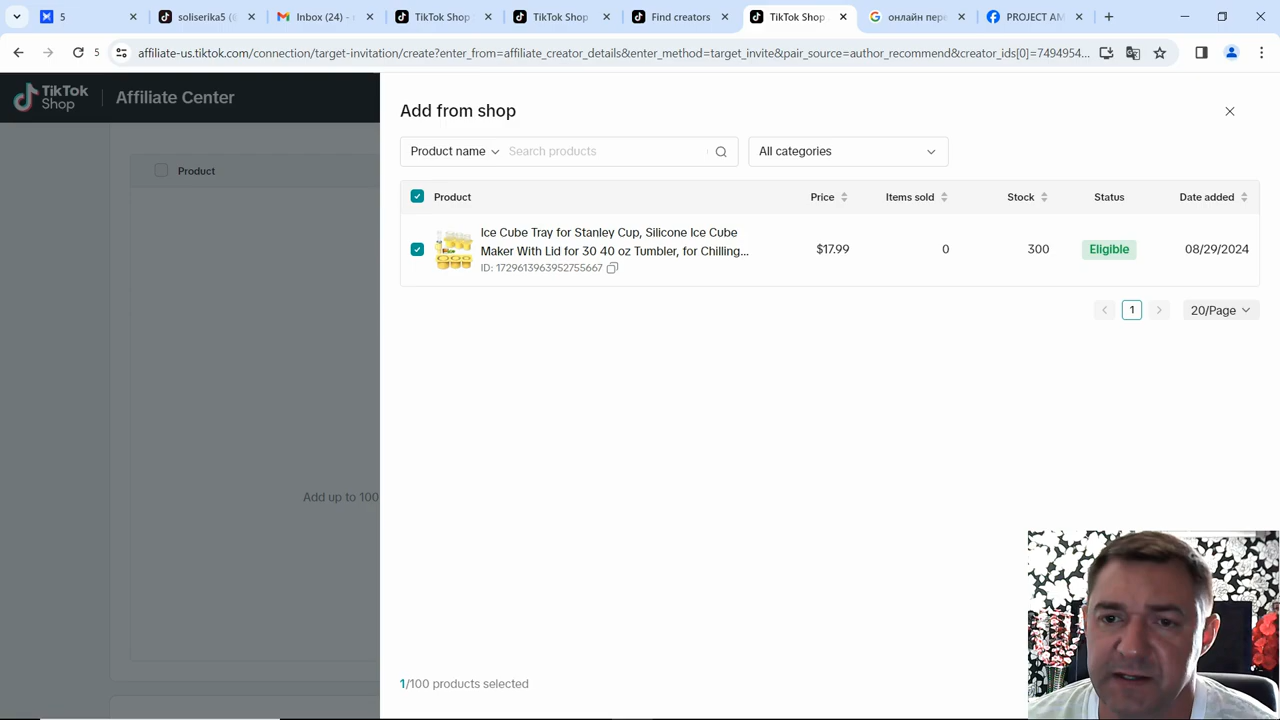 5
soliserika5 (@
Inbox (24) -
TikTok Shop
TikTok Shop
Find creators
TikTok Shop
онлайн пер
PROJECT AM
5
affiliate-us.tiktok.com/connection/target-invitation/create?enter_from=affiliate_creator_details&enter_method=target_invite&pair_source=author_recommend&creator_ids[0]=7494954...
TikTok Shop
Affiliate Center
Add from shop
Product name
Search products
All categories
Product
Product
Price
Items sold
Stock
Status
Date added
Ice Cube Tray for Stanley Cup, Silicone Ice Cube
Maker With Lid for 30 40 oz Tumbler, for Chilling...
ID: 1729613963952755667
$17.99
0
300
Eligible
08/29/2024
1
20/Page
Add up to 100
1/100 products selected